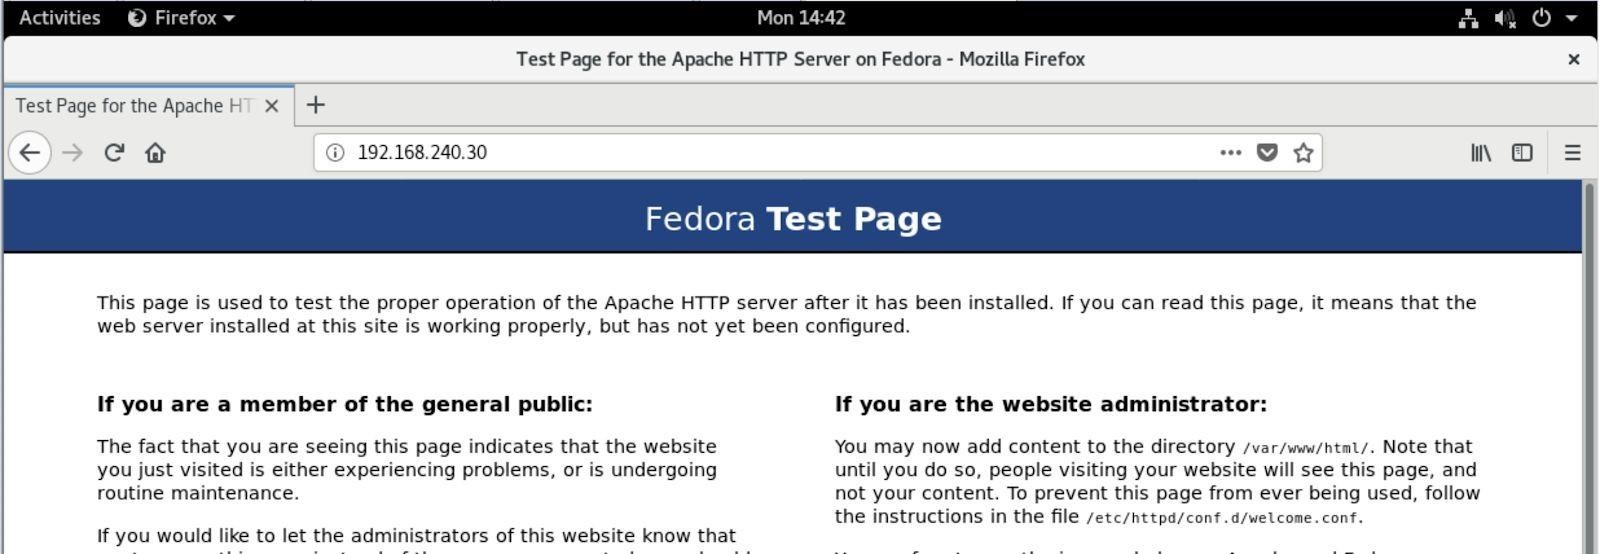 Activities Firefox Mon 14:42
Test Page for the Apache HTTP Server on Fedora - Mozilla Firefox
Test Page for the Apache HT
192.168.240.30
Fedora Test Page
This page is used to test the proper operation of the Apache HTTP server after it has been installed. If you can read this page, it means that the
web server installed at this site is working properly, but has not yet been configured.
If you are a member of the general public:
The fact that you are seeing this page indicates that the website
you just visited is either experiencing problems, or is undergoing
routine maintenance.
If you would like to let the administrators of this website know that
If you are the website administrator:
You may now add content to the directory /var/www/html/. Note that
until you do so, people visiting your website will see this page, and
not your content. To prevent this page from ever being used, follow
the instructions in the file /etc/httpd/conf.d/welcome.conf.